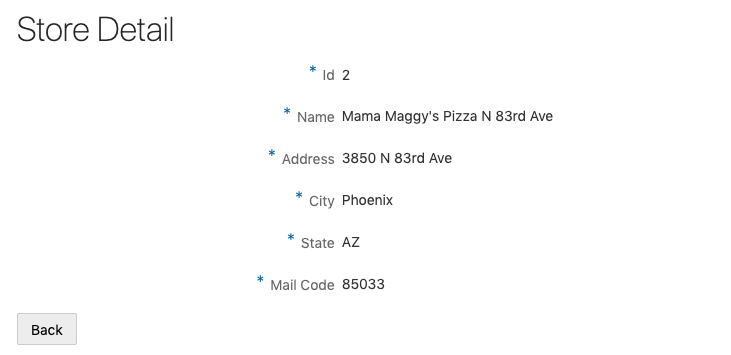 Store Detail
* Id 2
* Name Mama Maggy's Pizza N 83rd Ave
* Address 3850 N 83rd Ave
* City Phoenix
* State AZ
* Mail Code 85033
Back